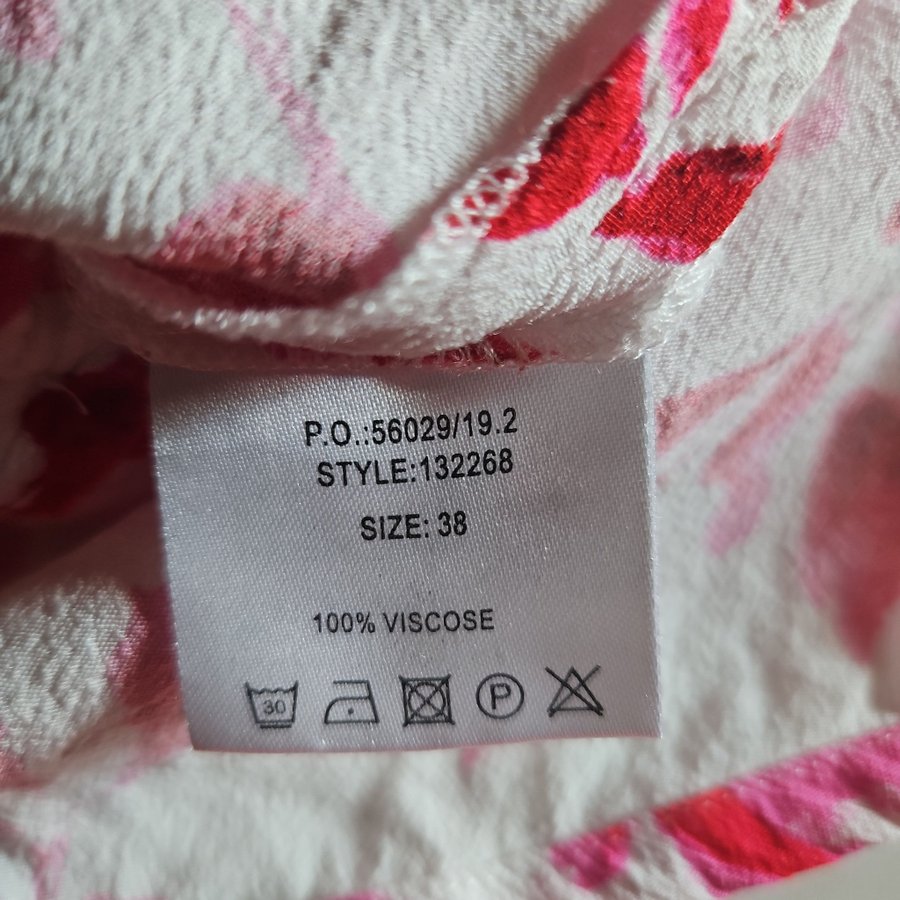 P.O.:56029/19.2
STYLE:132268
SIZE: 38
100% VISCOSE
30 P